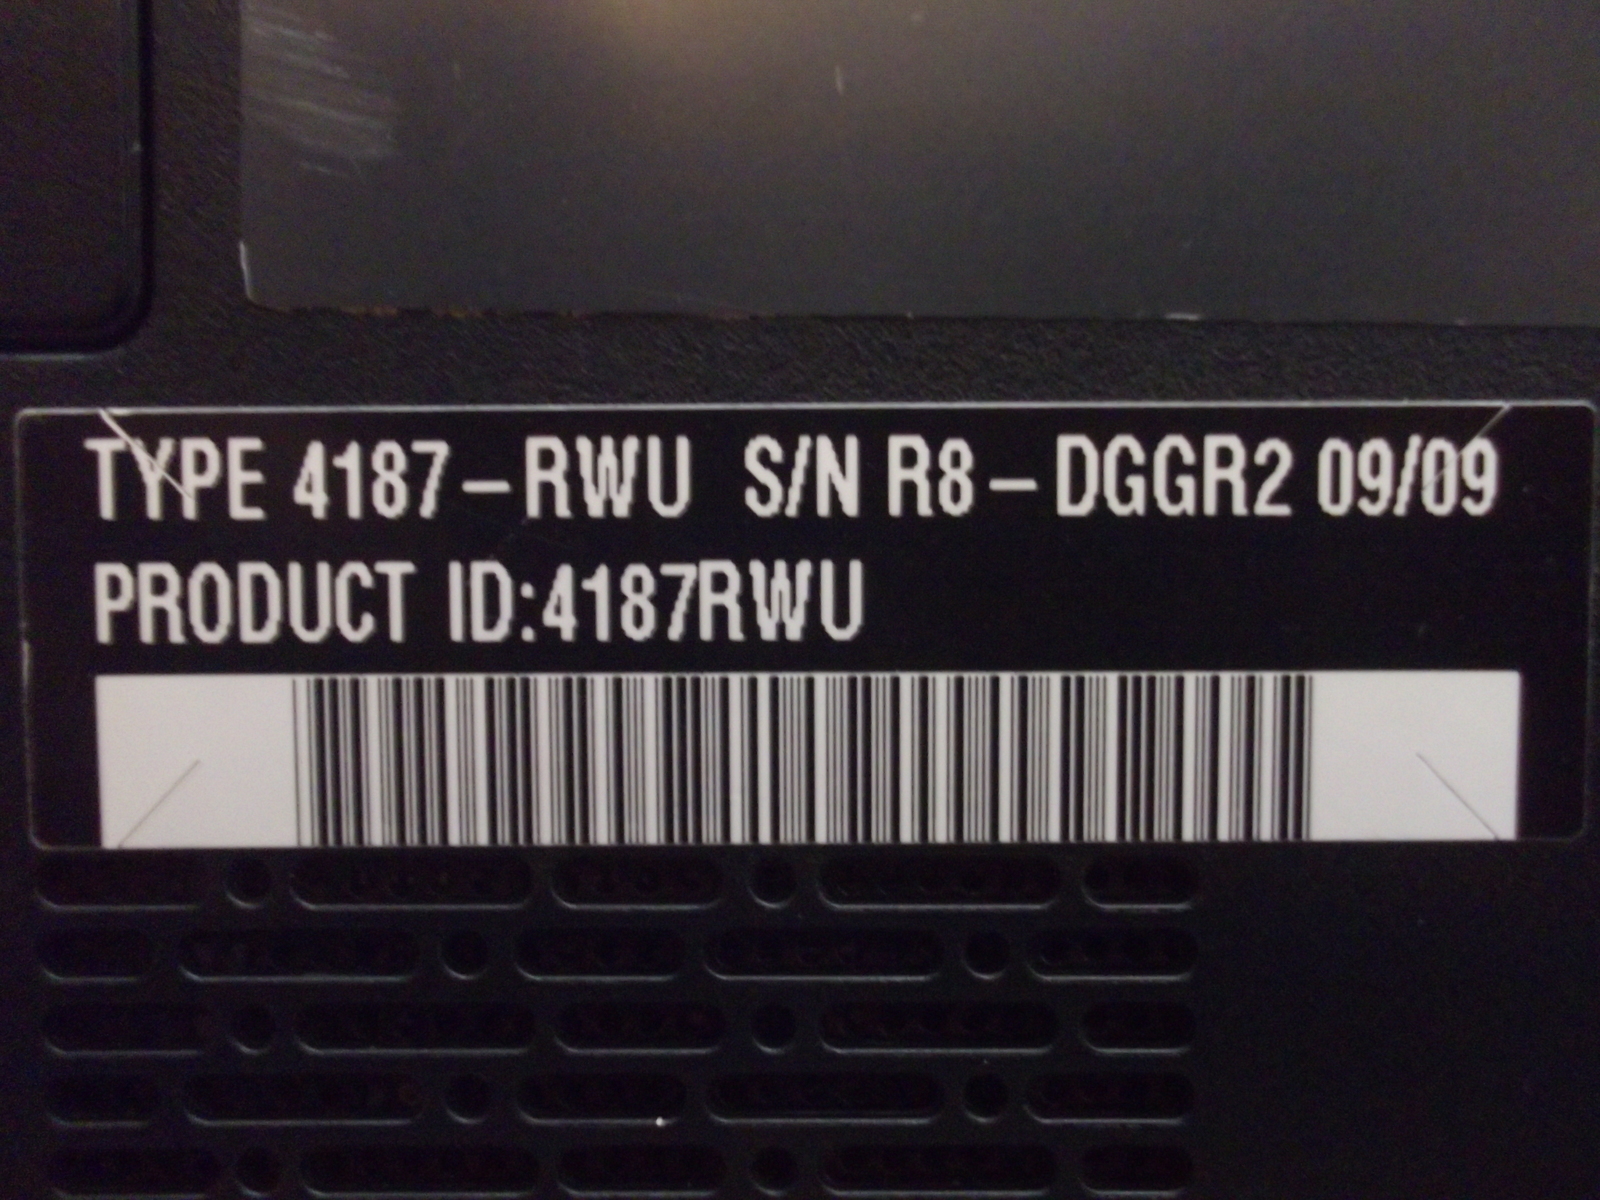 TYPE 4187-RWU S/N R8-DGGR2 09/09
PRODUCT ID:4187RWU